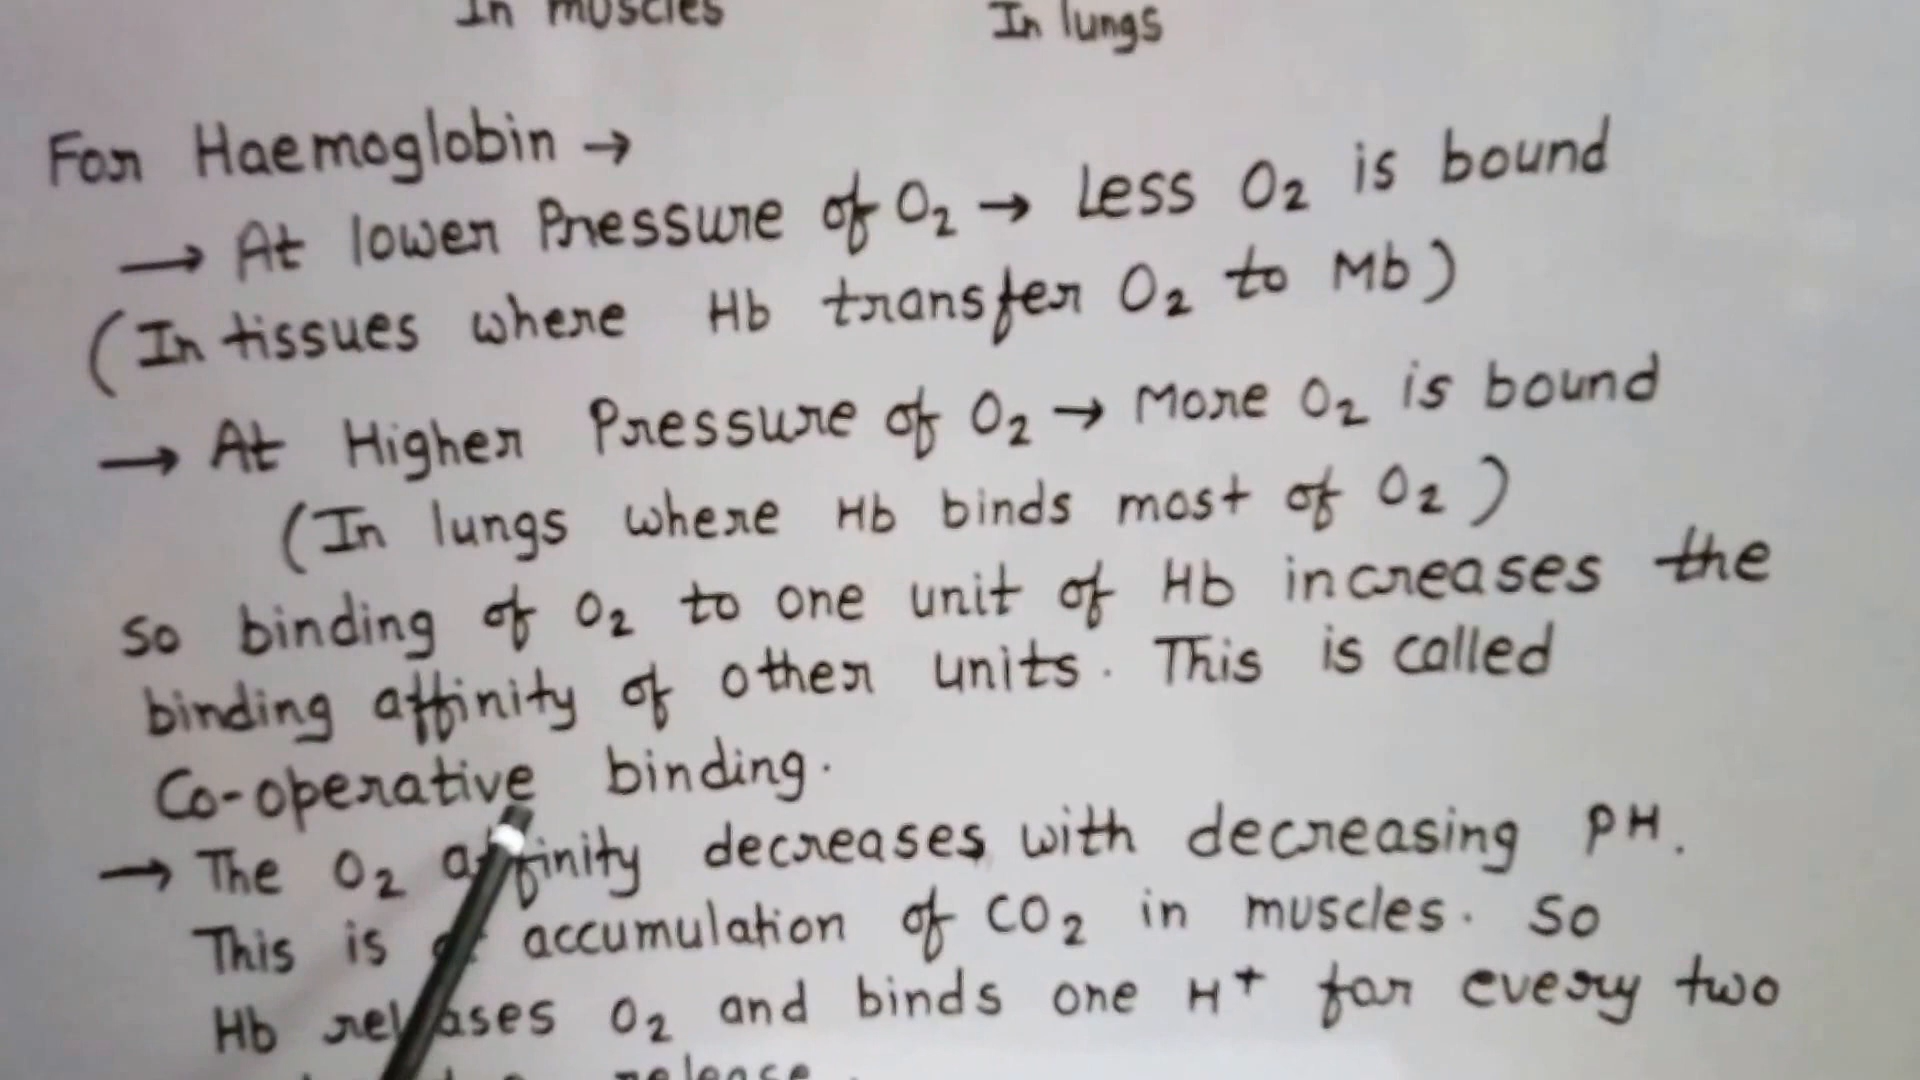 In muscles In lungs
For Haemoglobin →
→ At lower Pressure of O2 → Less O2 is bound
(In tissues where Hb transfer O2 to Mb)
→ At Higher Pressure of O2 → More O2 is bound
(In lungs where Hb binds most of O2)
So binding of O2 to one unit of Hb increases the
binding affinity of other units. This is called
Co-operative binding.
→ The O2 affinity decreases with decreasing PH.
This is accumulation of CO2 in muscles. So
Hb releases O2 and binds one H+ for every two
release.